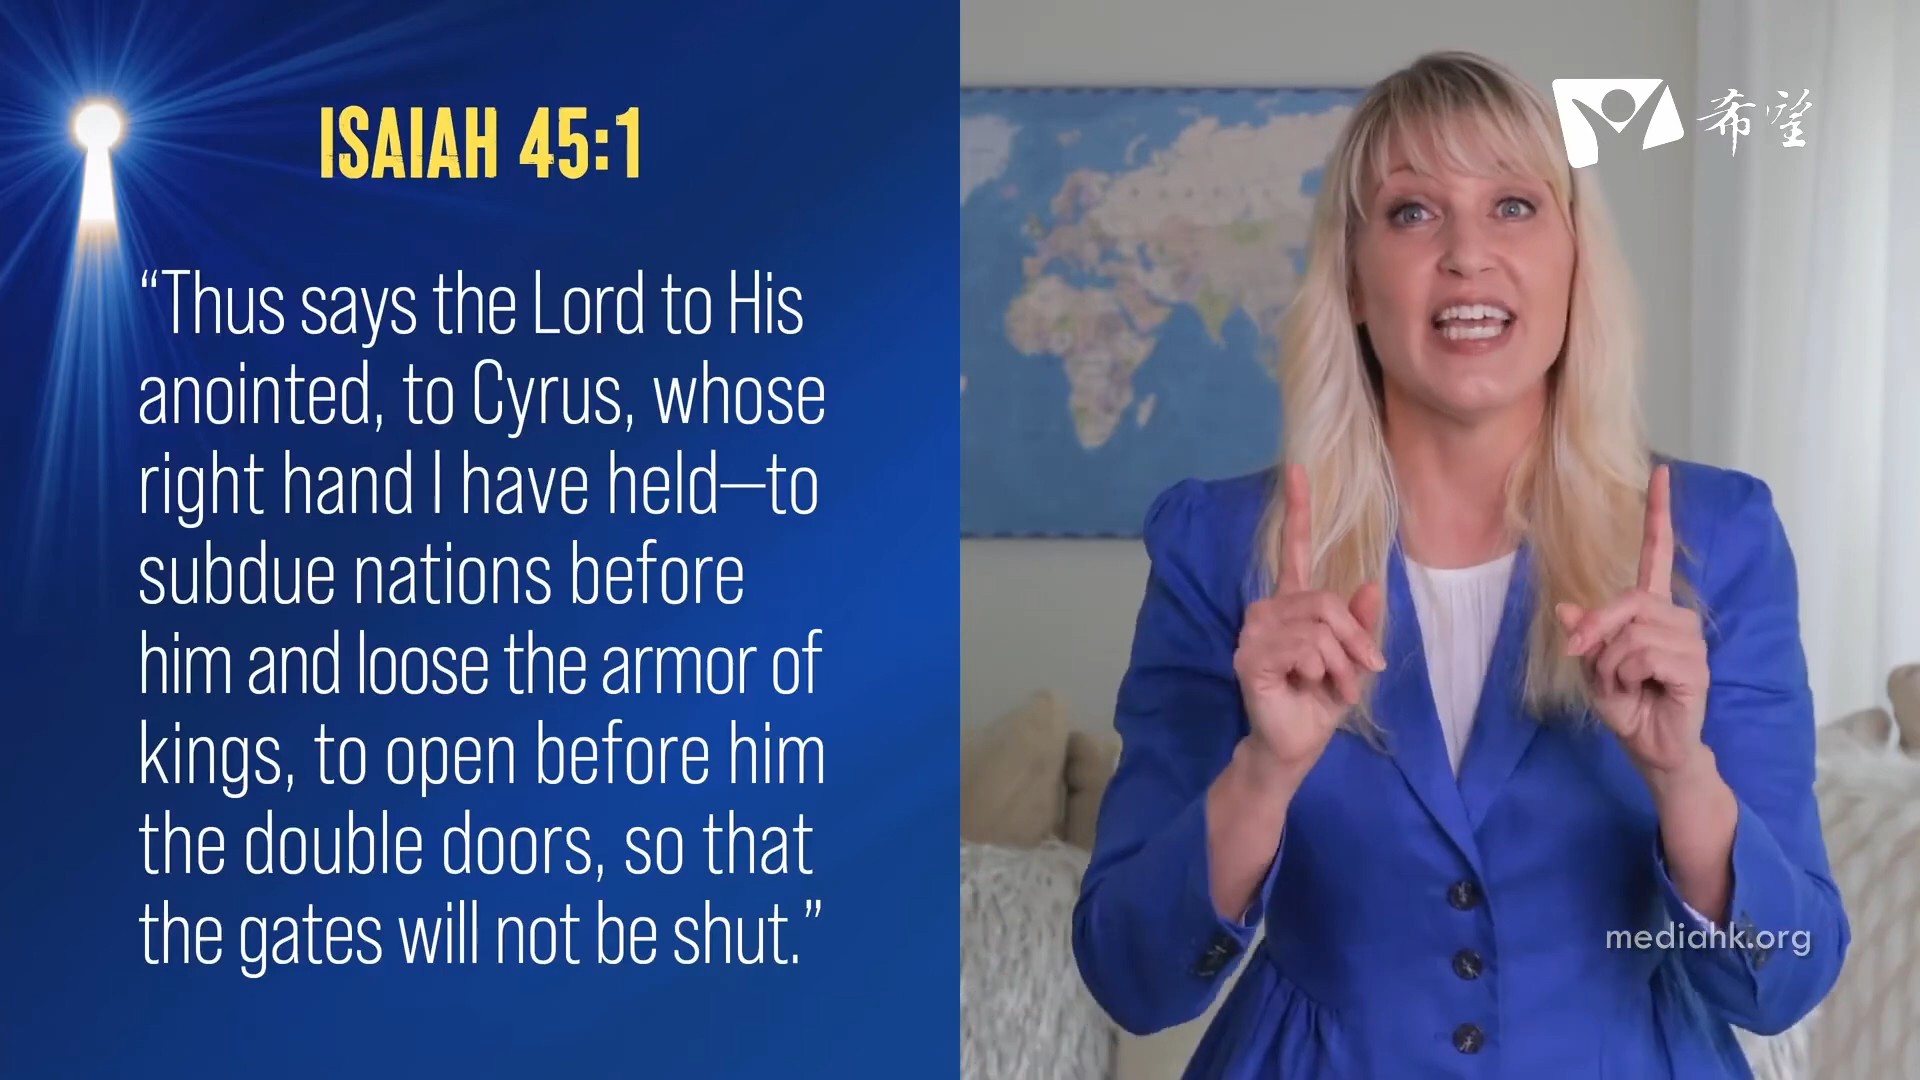 ISAIAH 45:1
“Thus says the Lord to His
anointed, to Cyrus, whose
right hand I have held—to
subdue nations before
him and loose the armor of
kings, to open before him
the double doors, so that
the gates will not be shut.”
希望
mediahk.org